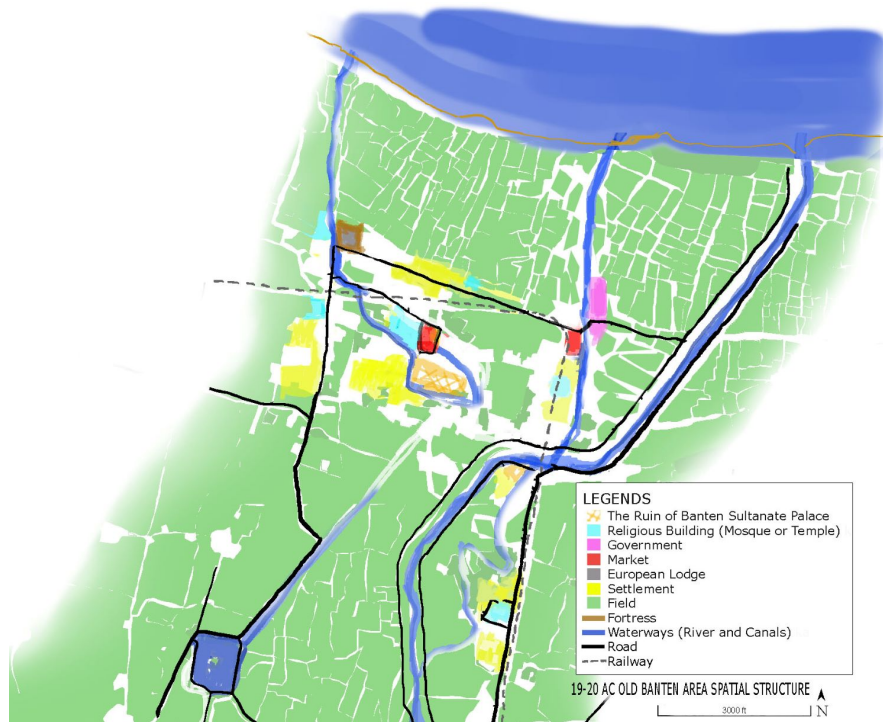 LEGENDS
The Ruin of Banten Sultanate Palace
Religious Building (Mosque or Temple)
Government
Market
European Lodge
Settlement
Field
Fortress
Waterways (River and Canals)
Road
Railway
19-20 AC OLD BANTEN AREA SPATIAL STRUCTURE
3000 ft
N